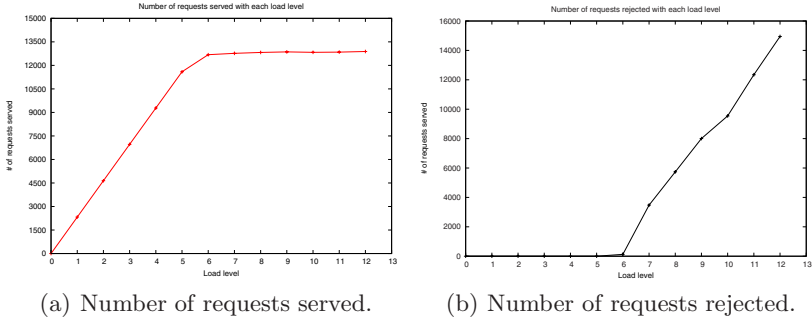 Number of requests served with each load level
15000
13500
12000
10500
9000
7500
6000
4500
3000
1500
0
# of requests served
0 1 2 3 4 5 6 7 8 9 10 11 12 13
Load level
(a) Number of requests served.
Number of requests rejected with each load level
16000
14000
12000
10000
8000
6000
4000
2000
0
# of requests served
0 1 2 3 4 5 6 7 8 9 10 11 12 13
Load level
(b) Number of requests rejected.